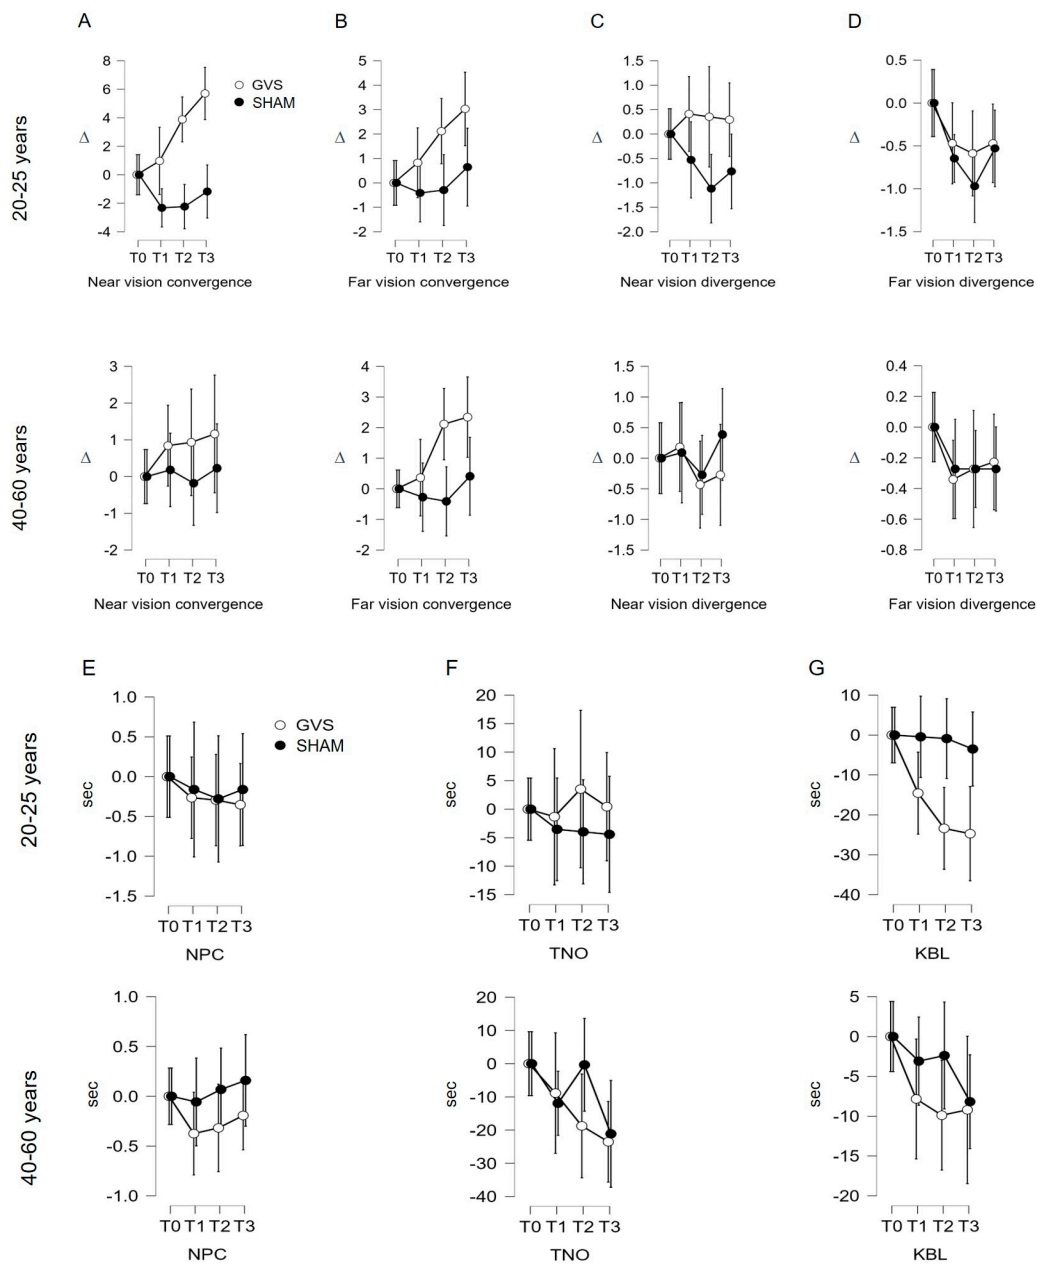 A B C D
20-25 years
8
6
4
2
0
-2
-4
Δ
GVS
SHAM
T0 T1 T2 T3
Near vision convergence
5
4
3
2
1
0
-1
-2
Δ
T0 T1 T2 T3
Far vision convergence
1.5
1.0
0.5
0.0
-0.5
-1.0
-1.5
-2.0
Δ
T0 T1 T2 T3
Near vision divergence
0.5
0.0
-0.5
-1.0
-1.5
Δ
T0 T1 T2 T3
Far vision divergence
40-60 years
3
2
1
0
-1
-2
Δ
T0 T1 T2 T3
Near vision convergence
4
3
2
1
0
-1
-2
Δ
T0 T1 T2 T3
Far vision convergence
1.5
1.0
0.5
0.0
-0.5
-1.0
-1.5
Δ
T0 T1 T2 T3
Near vision divergence
0.4
0.2
0.0
-0.2
-0.4
-0.6
-0.8
Δ
T0 T1 T2 T3
Far vision divergence
E F G
20-25 years
1.0
0.5
0.0
-0.5
-1.0
-1.5
sec
GVS
SHAM
T0 T1 T2 T3
NPC
20
15
10
5
0
-5
-10
-15
sec
T0 T1 T2 T3
TNO
10
0
-10
-20
-30
-40
sec
T0 T1 T2 T3
KBL
40-60 years
1.0
0.5
0.0
-0.5
-1.0
sec
T0 T1 T2 T3
NPC
20
10
0
-10
-20
-30
-40
sec
T0 T1 T2 T3
TNO
5
0
-5
-10
-15
-20
sec
T0 T1 T2 T3
KBL